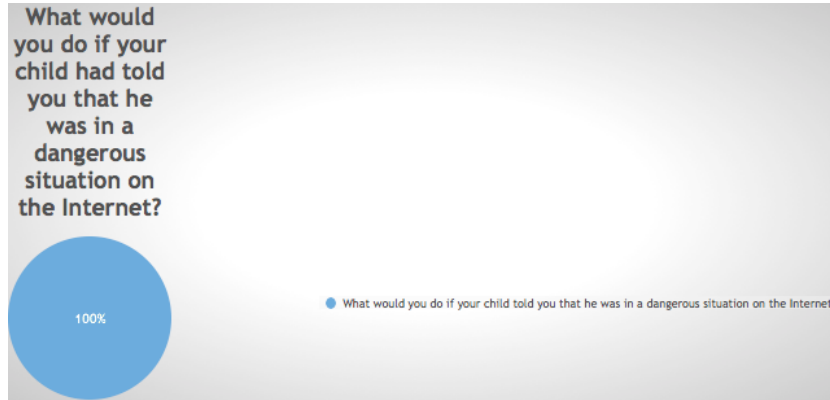 What would
you do if your
child had told
you that he
was in a
dangerous
situation on
the Internet?
100%
What would you do if your child told you that he was in a dangerous situation on the Internet